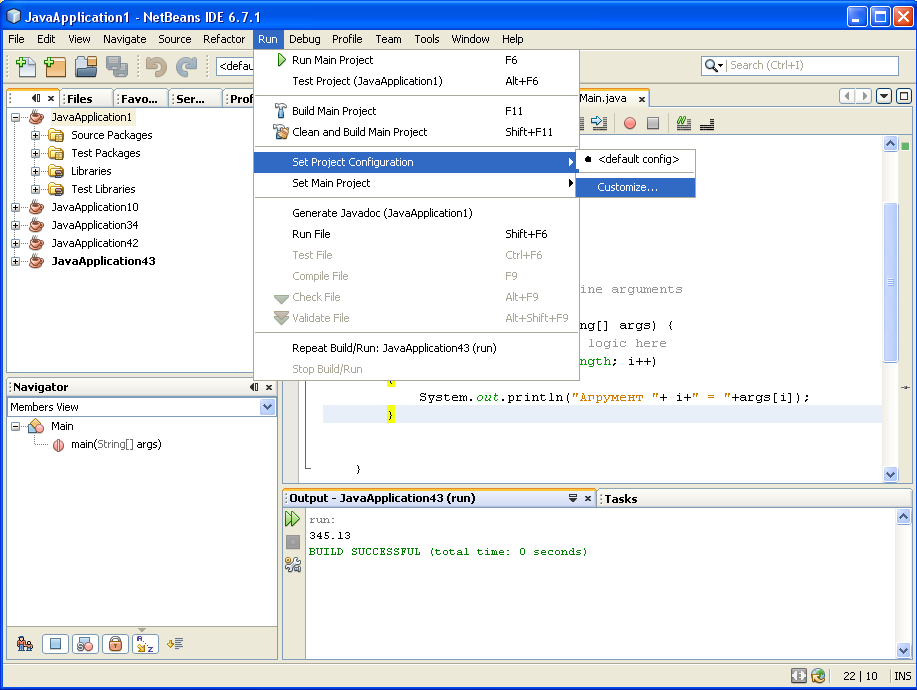 JavaApplication1 - NetBeans IDE 6.7.1
File Edit View Navigate Source Refactor Run Debug Profile Team Tools Window Help
<defau
Search (Ctrl+I)
Run Main Project F6
Test Project (JavaApplication1) Alt+F6
Build Main Project F11
Clean and Build Main Project Shift+F11
Set Project Configuration
Set Main Project
Generate Javadoc (JavaApplication1)
Run File Shift+F6
Test File Ctrl+F6
Compile File F9
Check File Alt+F9
Validate File Alt+Shift+F9
Repeat Build/Run: JavaApplication43 (run)
Stop Build/Run
<default config>
Customize...
Files Favo... Ser... Prof
JavaApplication1
Source Packages
Test Packages
Libraries
Test Libraries
JavaApplication10
JavaApplication34
JavaApplication42
JavaApplication43
Main.java
ine arguments
ng[] args) {
logic here
ngth; i++)
{
System.out.println("Агрумент "+ i+" = "+args[i]);
}
}
Navigator
Members View
Main
main(String[] args)
Output - JavaApplication43 (run)
Tasks
run:
345.13
BUILD SUCCESSFUL (total time: 0 seconds)
22 | 10 INS